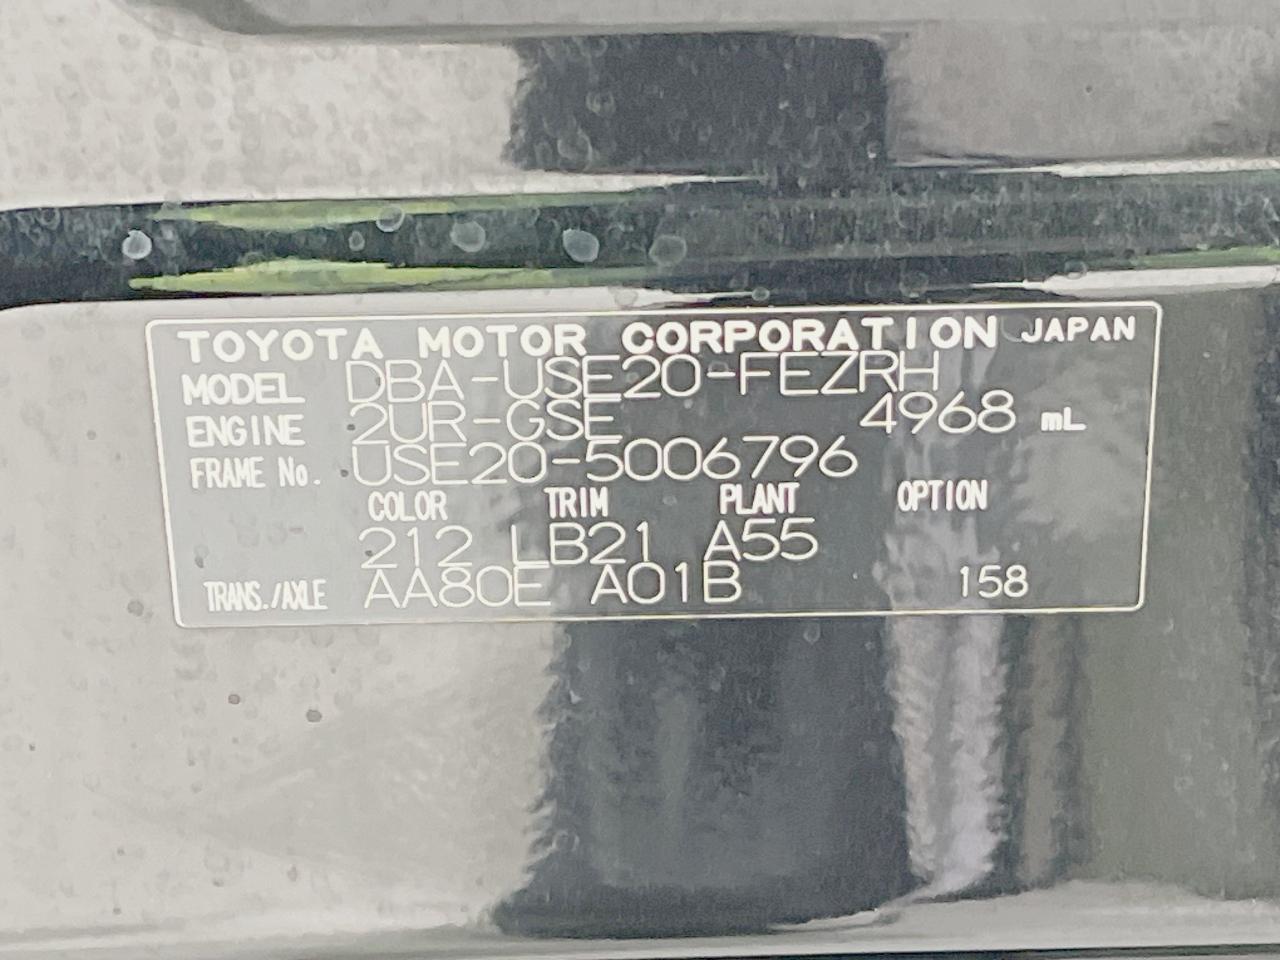 TOYOTA MOTOR CORPORATION JAPAN
MODEL DBA-USE20-FEZRH
ENGINE 2UR-GSE 4968 mL
FRAME No. USE20-5006796
COLOR TRIM PLANT OPTION
212 LB21 A55
TRANS./AXLE AA80E A01B 158